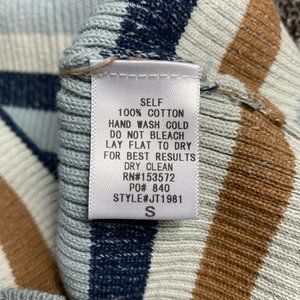 SELF
100% COTTON
HAND WASH COLD
DO NOT BLEACH
LAY FLAT TO DRY
FOR BEST RESULTS
DRY CLEAN
RN#153572
PO# 840
STYLE#JT1981
S